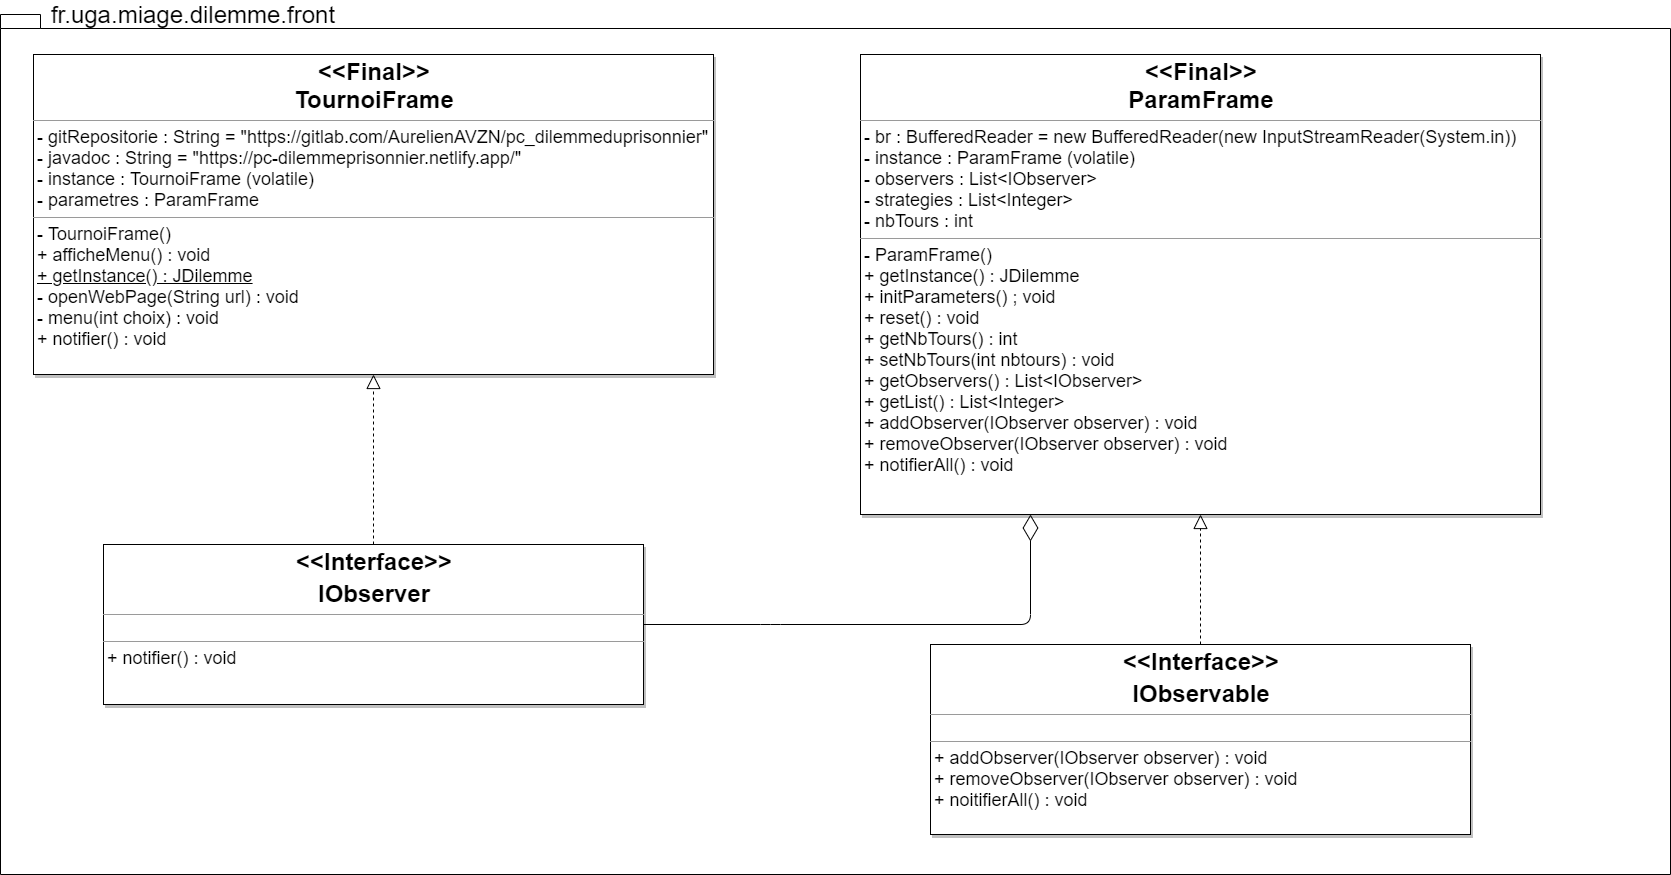 fr.uga.miage.dilemme.front
<<Final>>
TournoiFrame
- gitRepositorie : String = "https://gitlab.com/AurelienAVZN/pc_dilemmeduprisonnier"
- javadoc : String = "https://pc-dilemmeprisonnier.netlify.app/"
- instance : TournoiFrame (volatile)
- parametres : ParamFrame
- TournoiFrame()
+ afficheMenu() : void
+ getInstance() : JDilemme
- openWebPage(String url) : void
- menu(int choix) : void
+ notifier() : void
<<Final>>
ParamFrame
- br : BufferedReader = new BufferedReader(new InputStreamReader(System.in))
- instance : ParamFrame (volatile)
- observers : List<IObserver>
- strategies : List<Integer>
- nbTours : int
- ParamFrame()
+ getInstance() : JDilemme
+ initParameters() ; void
+ reset() : void
+ getNbTours() : int
+ setNbTours(int nbtours) : void
+ getObservers() : List<IObserver>
+ getList() : List<Integer>
+ addObserver(IObserver observer) : void
+ removeObserver(IObserver observer) : void
+ notifierAll() : void
<<Interface>>
IObserver
+ notifier() : void
<<Interface>>
IObservable
+ addObserver(IObserver observer) : void
+ removeObserver(IObserver observer) : void
+ noitifierAll() : void